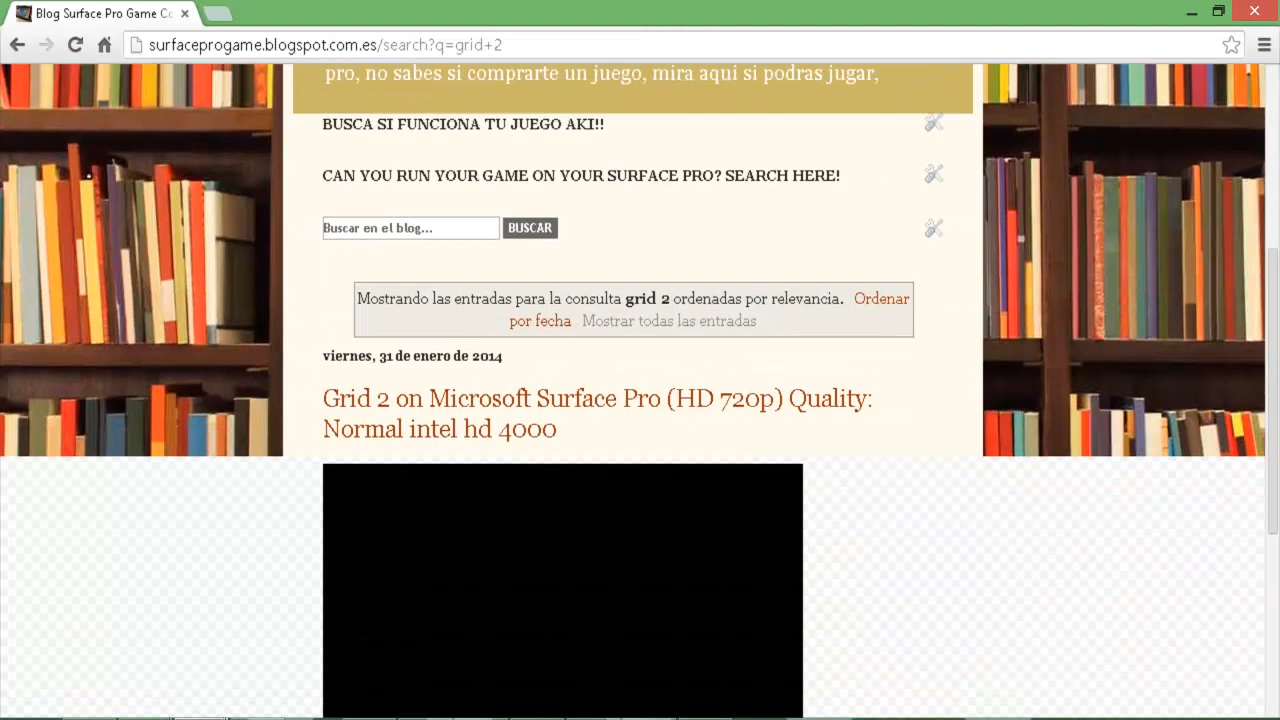 Blog Surface Pro Game Co
surfaceprogame.blogspot.com.es/search?q=grid+2
pro, no sabes si comprarte un juego, mira aqui si podras jugar,
BUSCA SI FUNCIONA TU JUEGO AKI!!
CAN YOU RUN YOUR GAME ON YOUR SURFACE PRO? SEARCH HERE!
Buscar en el blog... BUSCAR
Mostrando las entradas para la consulta grid 2 ordenadas por relevancia. Ordenar
por fecha Mostrar todas las entradas
viernes, 31 de enero de 2014
Grid 2 on Microsoft Surface Pro (HD 720p) Quality:
Normal intel hd 4000